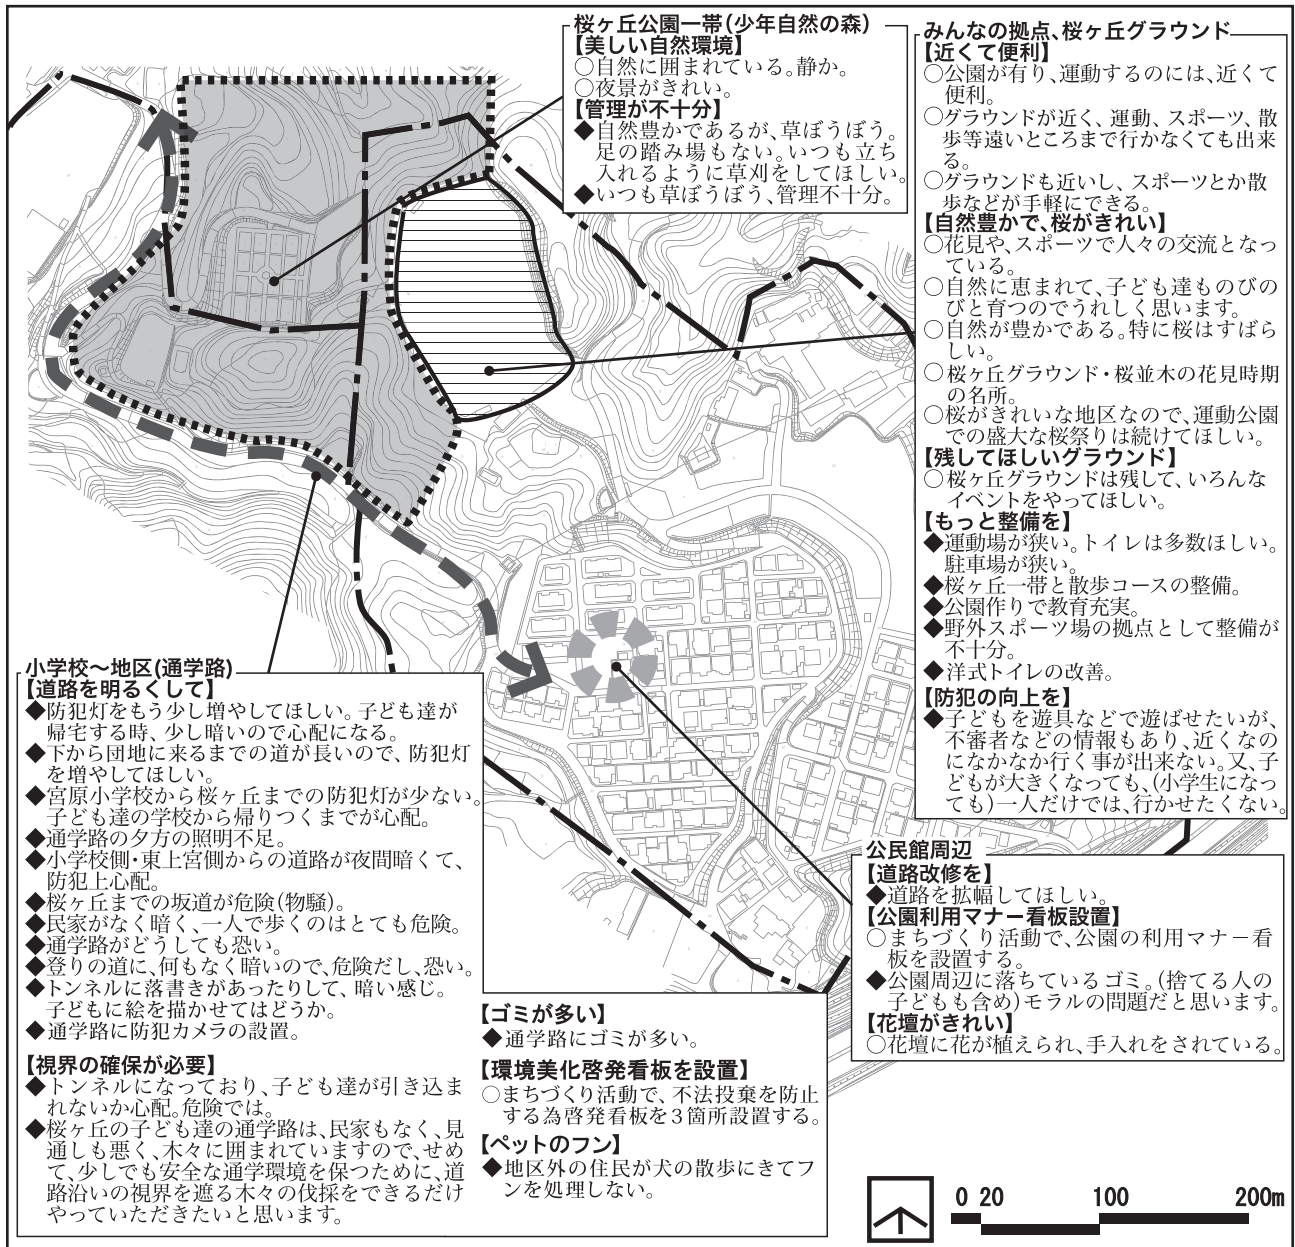 桜ヶ丘公園一帯(少年自然の森)
【美しい自然環境】
○自然に囲まれている。静か。
○夜景がきれい。
【管理が不十分】
◆自然豊かであるが、草ぼうぼう。
足の踏み場もない。いつも立ち
入れるように草刈をしてほしい。
◆いつも草ぼうぼう、管理不十分。
みんなの拠点、桜ヶ丘グラウンド
【近くて便利】
○公園が有り、運動するのには、近くて
便利。
○グラウンドが近く、運動、スポーツ、散
歩等遠いところまで行かなくても出来
る。
○グラウンドも近いし、スポーツとか散
歩などが手軽にできる。
【自然豊かで、桜がきれい】
○花見や、スポーツで人々の交流となっ
ている。
○自然に恵まれて、子ども達ものびの
びと育つのでうれしく思います。
○自然が豊かである。特に桜はすばら
しい。
○桜ヶ丘グラウンド・桜並木の花見時期
の名所。
○桜がきれいな地区なので、運動公園
での盛大な桜祭りは続けてほしい。
【残してほしいグラウンド】
○桜ヶ丘グラウンドは残して、いろんな
イベントをやってほしい。
【もっと整備を】
◆運動場が狭い。トイレは多数ほしい。
駐車場が狭い。
◆桜ヶ丘一帯と散歩コースの整備。
◆公園作りで教育充実。
◆野外スポーツ場の拠点として整備が
不十分。
◆洋式トイレの改善。
【防犯の向上を】
◆子どもを遊具などで遊ばせたいが、
不審者などの情報もあり、近くなの
になかなか行く事が出来ない。又、子
どもが大きくなっても、(小学生になっ
ても)一人だけでは、行かせたくない。
小学校～地区(通学路)
【道路を明るくして】
◆防犯灯をもう少し増やしてほしい。子ども達が
帰宅する時、少し暗いので心配になる。
◆下から団地に来るまでの道が長いので、防犯灯
を増やしてほしい。
◆宮原小学校から桜ヶ丘までの防犯灯が少ない。
子ども達の学校から帰りつくまでが心配。
◆通学路の夕方の照明不足。
◆小学校側・東上宮側からの道路が夜間暗くて、
防犯上心配。
◆桜ヶ丘までの坂道が危険(物騒)。
◆民家がなく暗く、一人で歩くのはとても危険。
◆通学路がどうしても恐い。
◆登りの道に、何もなく暗いので、危険だし、恐い。
◆トンネルに落書きがあったりして、暗い感じ。
子どもに絵を描かせてはどうか。
◆通学路に防犯カメラの設置。
【視界の確保が必要】
◆トンネルになっており、子ども達が引き込ま
れないか心配。危険では。
◆桜ヶ丘の子ども達の通学路は、民家もなく、見
通しも悪く、木々に囲まれていますので、せめ
て、少しでも安全な通学環境を保つために、道
路沿いの視界を遮る木々の伐採をできるだけ
やっていただきたいと思います。
【ゴミが多い】
◆通学路にゴミが多い。
【環境美化啓発看板を設置】
○まちづくり活動で、不法投棄を防止
する為啓発看板を3箇所設置する。
【ペットのフン】
◆地区外の住民が犬の散歩にきてフ
ンを処理しない。
公民館周辺
【道路改修を】
◆道路を拡幅してほしい。
【公園利用マナー看板設置】
○まちづくり活動で、公園の利用マナー看
板を設置する。
◆公園周辺に落ちているゴミ。(捨てる人の
子どもも含め)モラルの問題だと思います。
【花壇がきれい】
○花壇に花が植えられ、手入れをされている。
0 20 100 200m